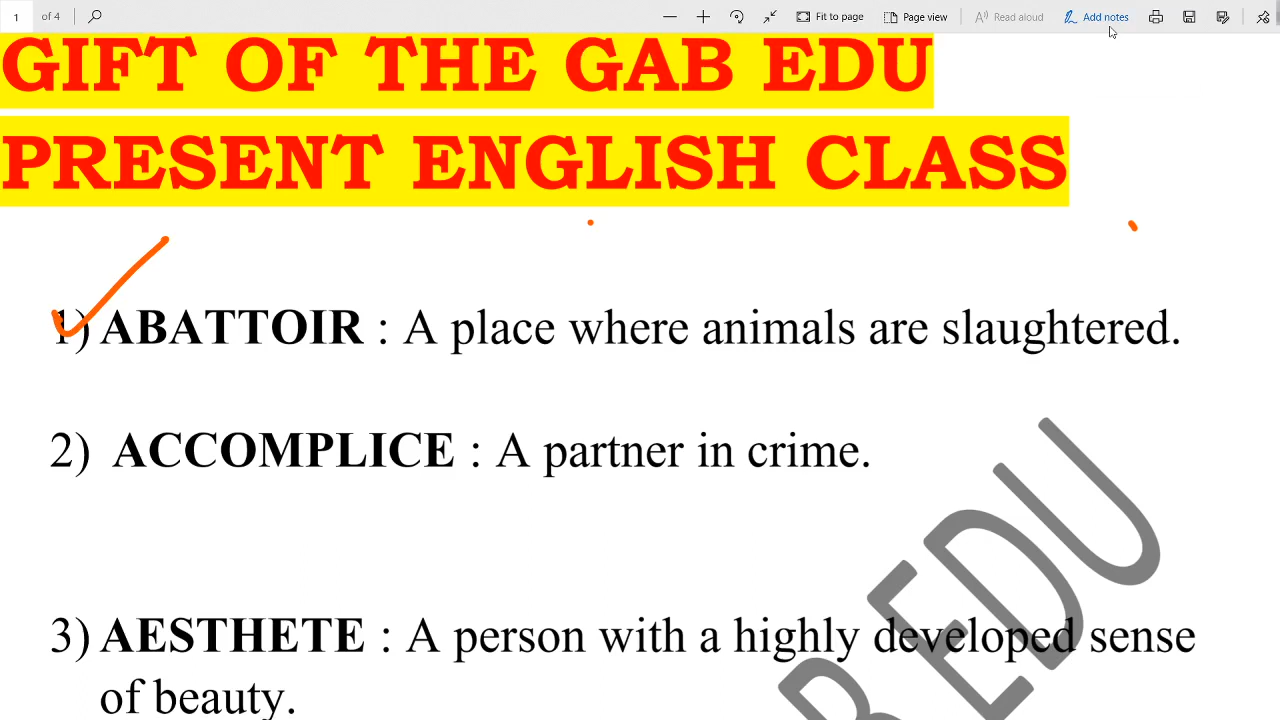 1 of 4 Fit to page Page view Read aloud Add notes
GIFT OF THE GAB EDU
PRESENT ENGLISH CLASS
1) ABATTOIR : A place where animals are slaughtered.
2) ACCOMPLICE : A partner in crime.
3) AESTHETE : A person with a highly developed sense
of beauty.
B EDU